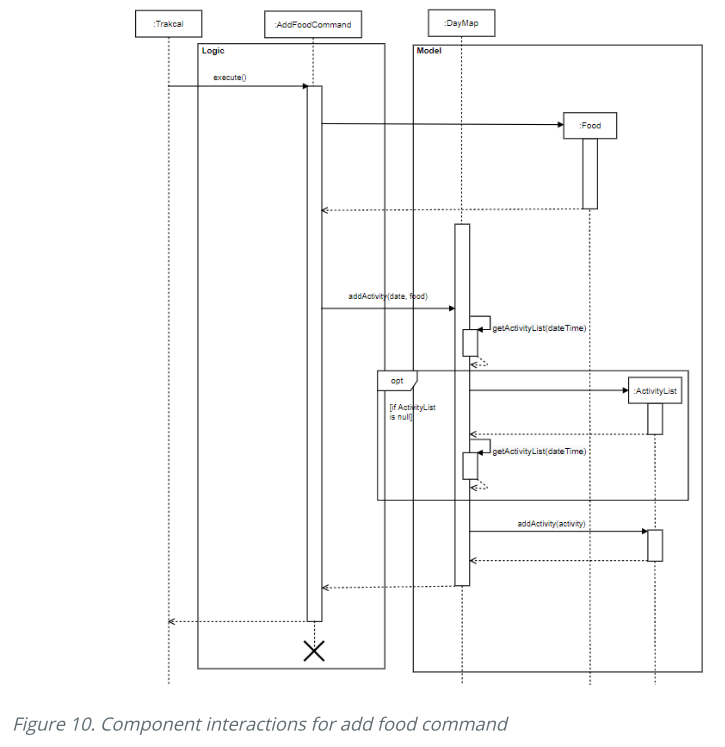 :Trakcal
:AddFoodCommand
:DayMap
Logic
Model
execute()
:Food
addActivity(date, food)
getActivityList(dateTime)
opt
:ActivityList
[if ActivityList
is null]
getActivityList(dateTime)
addActivity(activity)
Figure 10. Component interactions for add food command